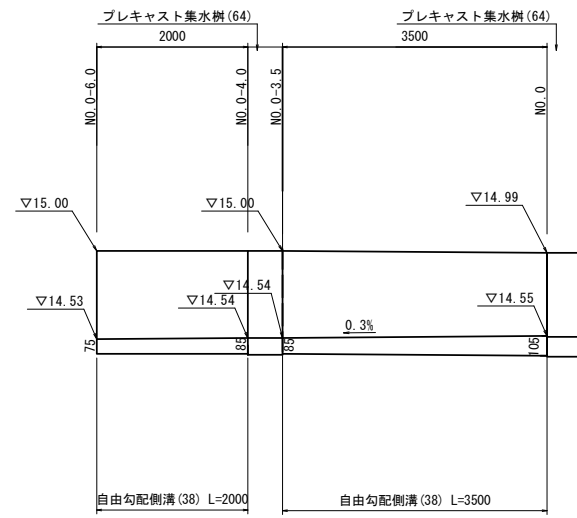 プレキャスト集水桝(64)
プレキャスト集水桝(64)
2000
3500
NO.0-6.0
NO.0-4.0
NO.0-3.5
NO.0
▽15.00
▽15.00
▽14.99
▽14.53
▽14.54
▽14.54
▽14.55
0.3%
75
85
85
105
自由勾配側溝(38) L=2000
自由勾配側溝(38) L=3500